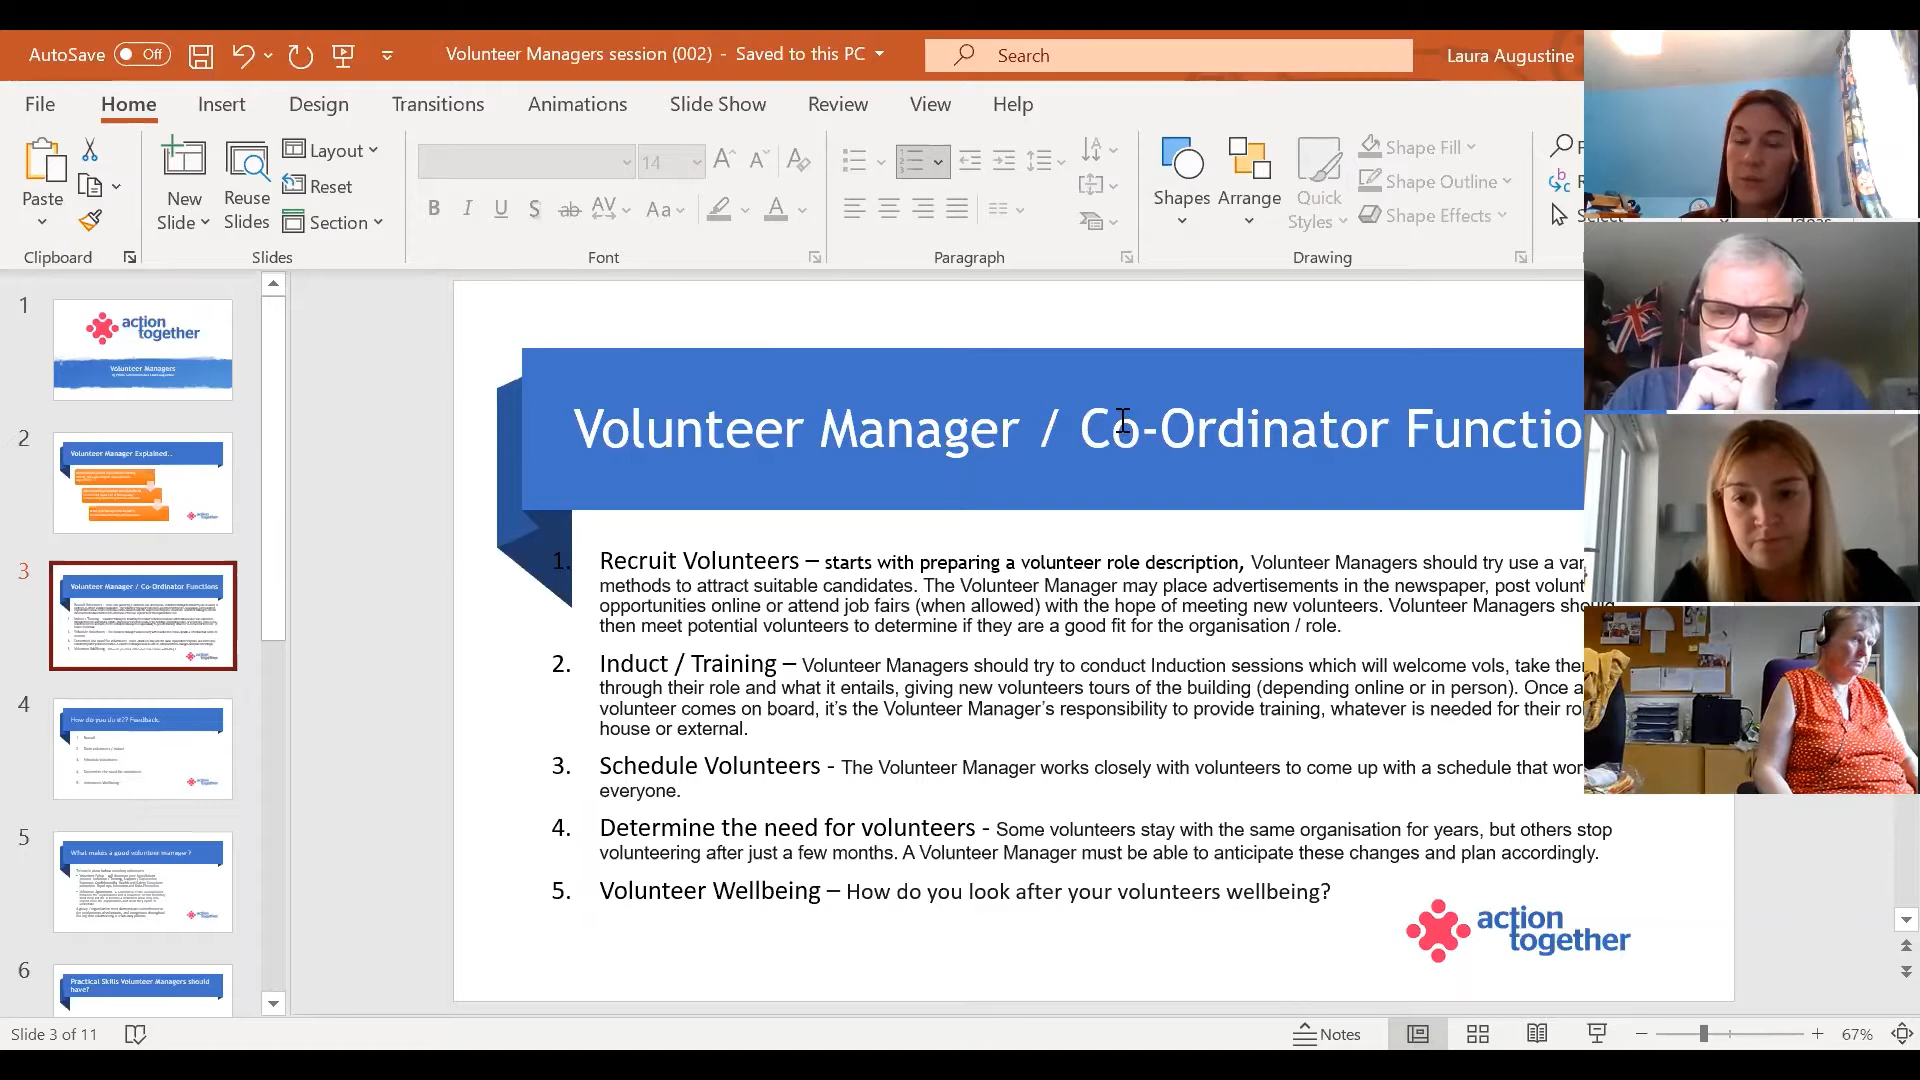 AutoSave Off
Volunteer Managers session (002) - Saved to this PC
Search
Laura Augustine
File Home Insert Design Transitions Animations Slide Show Review View Help
Paste
New Slide
Reuse Slides
Layout
Reset
Section
14
Shapes
Arrange
Quick Styles
Shape Fill
Shape Outline
Shape Effects
Clipboard
Slides
Font
Paragraph
Drawing
1
action
together
Volunteer Managers
2
Volunteer Manager Explained..
3
Volunteer Manager / Co-Ordinator Functions
4
How do you do it?? Feedback.
5
What makes a good volunteer manager?
6
Practical Skills Volunteer Managers should
have?
Volunteer Manager / Co-Ordinator Functio
1. Recruit Volunteers – starts with preparing a volunteer role description, Volunteer Managers should try use a var
methods to attract suitable candidates. The Volunteer Manager may place advertisements in the newspaper, post volunt
opportunities online or attend job fairs (when allowed) with the hope of meeting new volunteers. Volunteer Managers should
then meet potential volunteers to determine if they are a good fit for the organisation / role.
2. Induct / Training – Volunteer Managers should try to conduct Induction sessions which will welcome vols, take the
through their role and what it entails, giving new volunteers tours of the building (depending online or in person). Once a
volunteer comes on board, it's the Volunteer Manager's responsibility to provide training, whatever is needed for their ro
house or external.
3. Schedule Volunteers - The Volunteer Manager works closely with volunteers to come up with a schedule that wor
everyone.
4. Determine the need for volunteers - Some volunteers stay with the same organisation for years, but others stop
volunteering after just a few months. A Volunteer Manager must be able to anticipate these changes and plan accordingly.
5. Volunteer Wellbeing – How do you look after your volunteers wellbeing?
action
together
Slide 3 of 11
Notes
67%